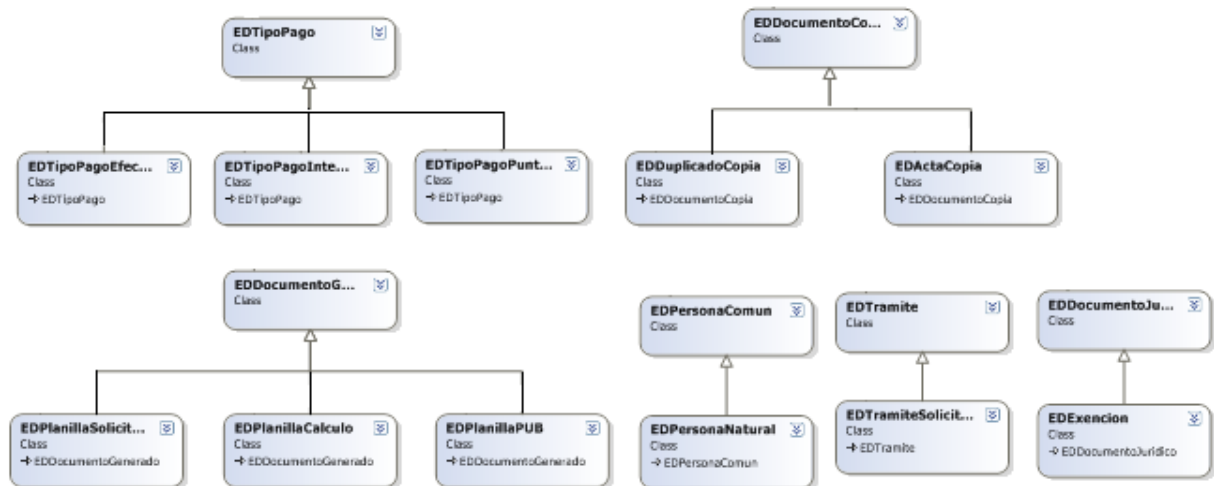 EDTipoPago
Class
EDDocumentoCo...
Class
EDTipoPagoEfec...
Class
EDTipoPago
EDTipoPagoInte...
Class
EDTipoPago
EDTipoPagoPunt...
Class
EDTipoPago
EDDuplicadoCopia
Class
EDDocumentoCopia
EDActaCopia
Class
EDDocumentoCopia
EDDocumentoG...
Class
EDPersonaComun
Class
EDTramite
Class
EDDocumentoJu...
Class
EDPlanillaSolicit...
Class
EDDocumentoGenerado
EDPlanillaCalculo
Class
EDDocumentoGenerado
EDPlanillaPUB
Class
EDDocumentoGenerado
EDPersonaNatural
Class
EDPersonaComun
EDTramiteSolicit...
Class
EDTramite
EDExencion
Class
EDDocumentoJurídico